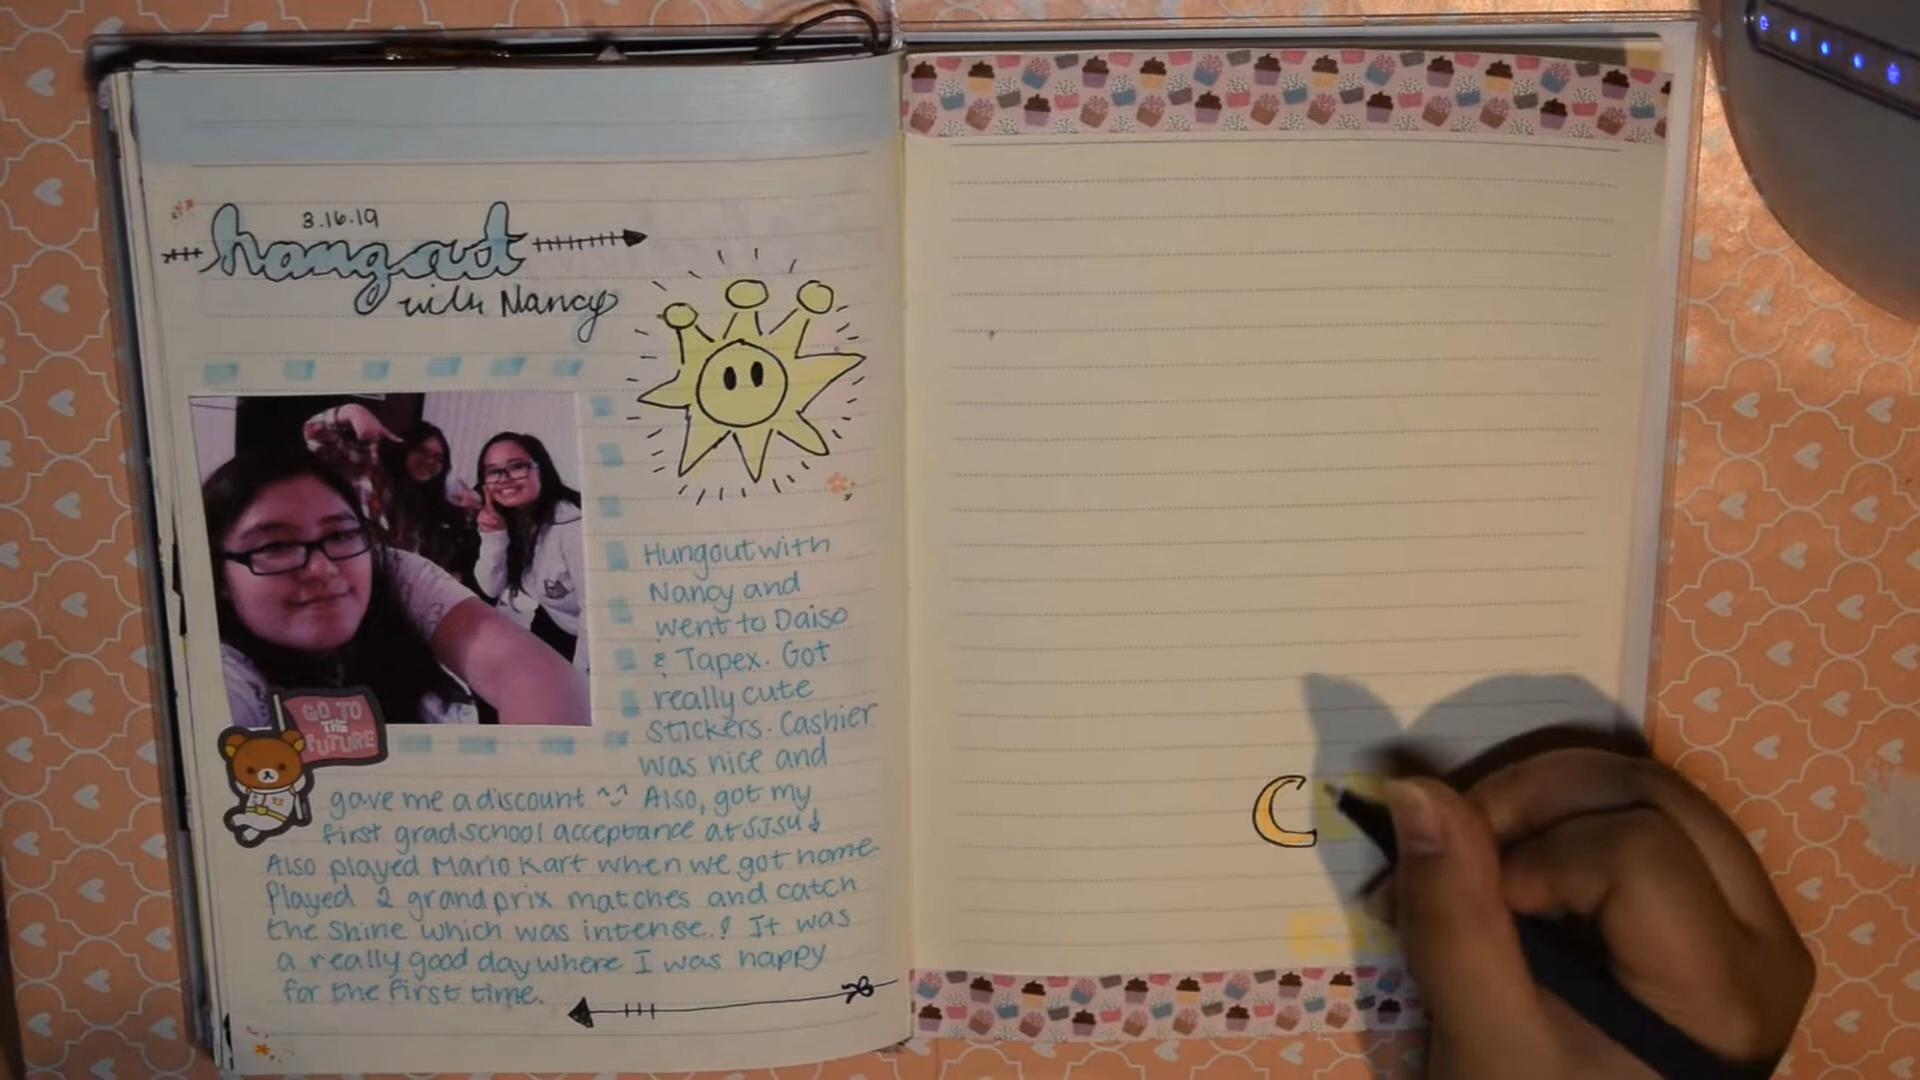 3.16.19
hangout
with Nancy
Hungout with
Nancy and
went to Daiso
& Tapex. Got
really cute
stickers. Cashier
was nice and
gave me a discount ^‿^ Also, got my
first grad school acceptance at SJSU!
Also played Mario Kart when we got home.
Played 2 grand prix matches and catch
the shine which was intense! It was
a really good day where I was happy
for the first time.
GO TO
THE
FUTURE
C